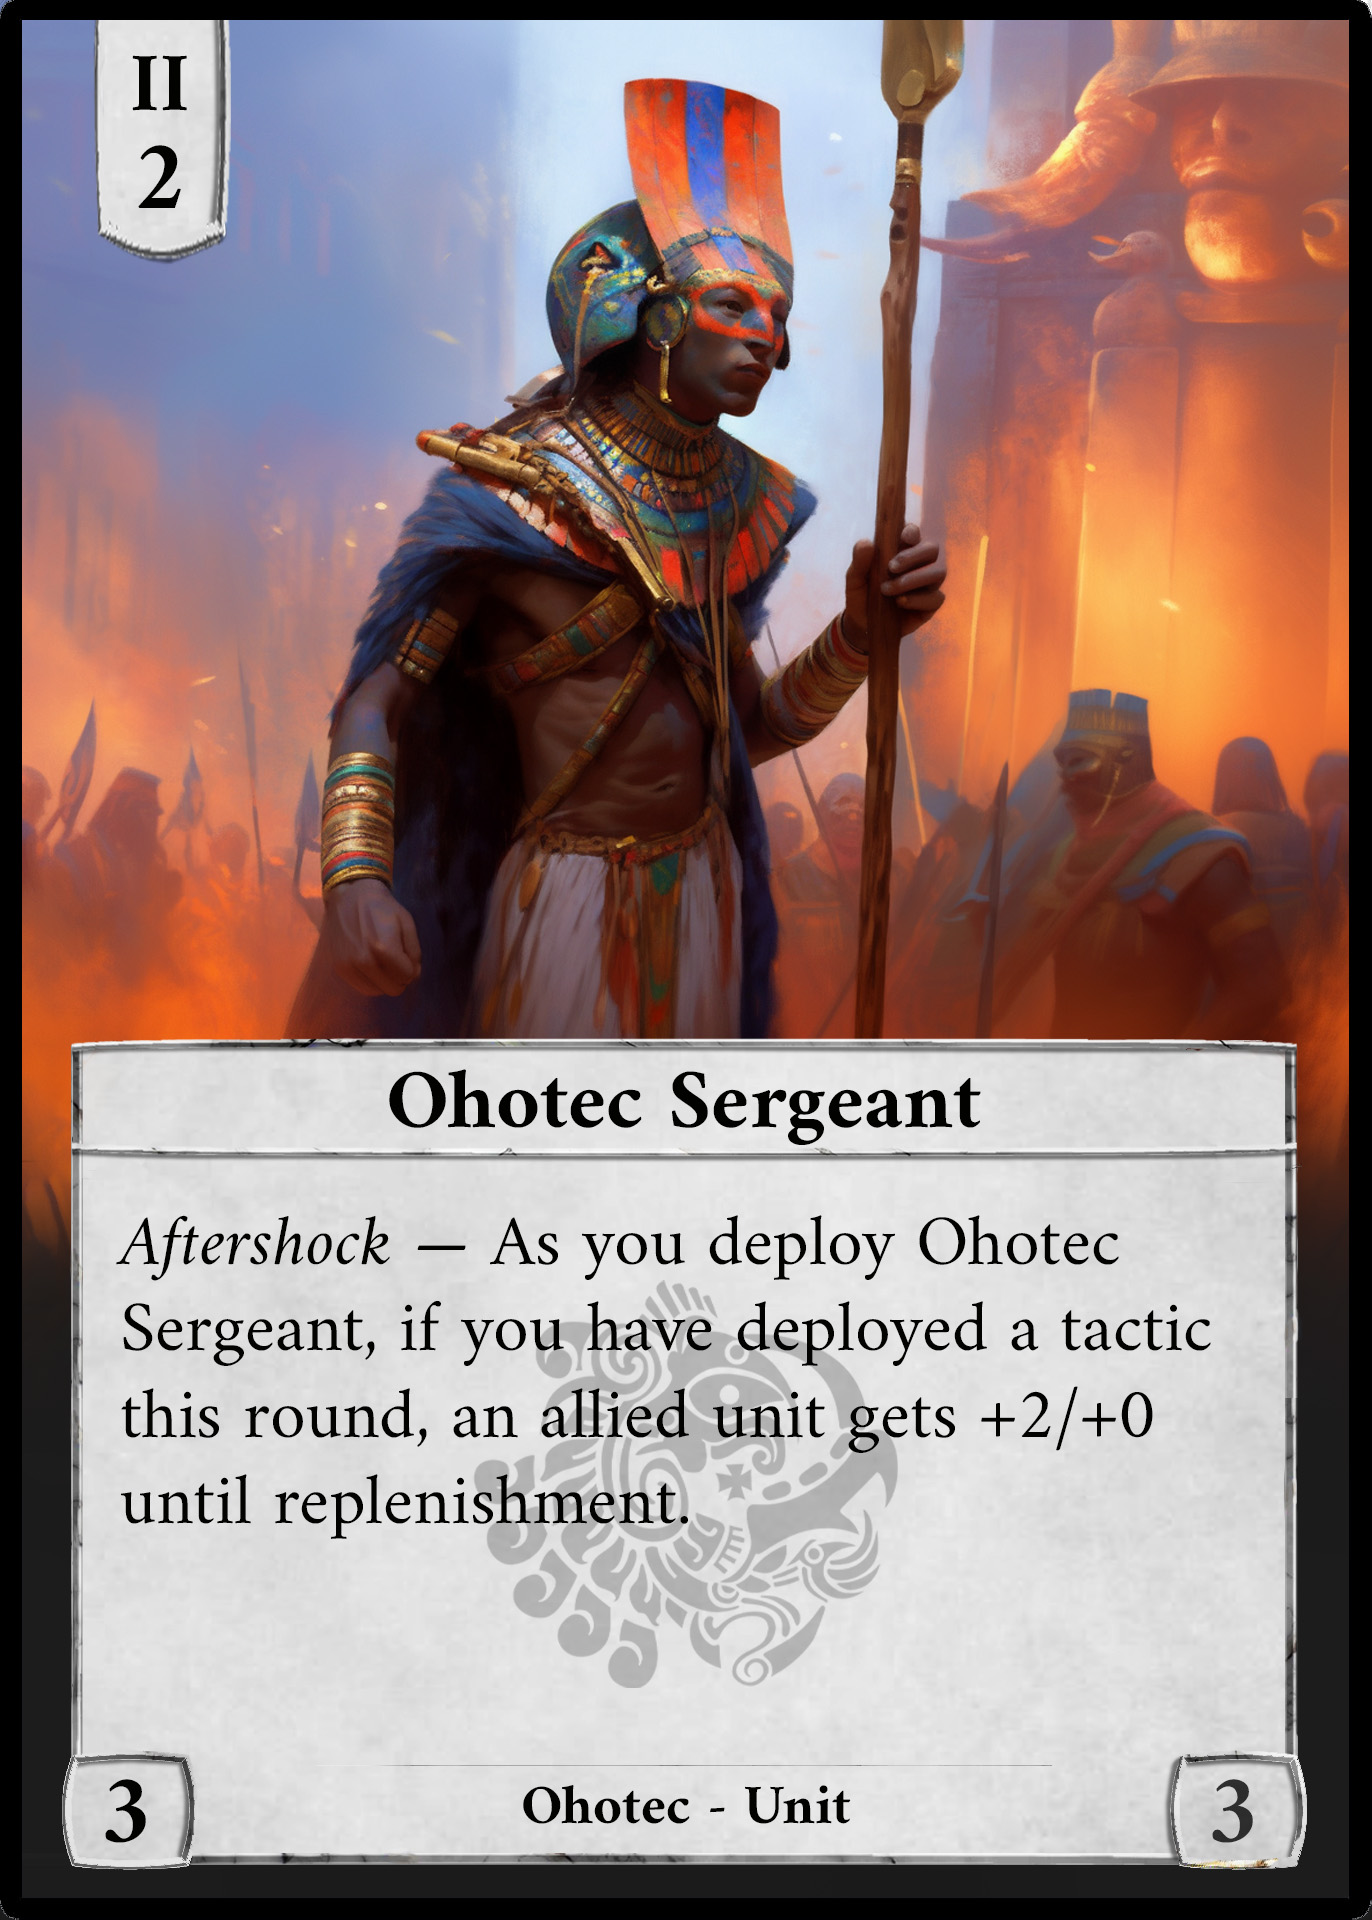 II
2
Ohotec Sergeant
Aftershock — As you deploy Ohotec
Sergeant, if you have deployed a tactic
this round, an allied unit gets +2/+0
until replenishment.
3
Ohotec - Unit
3